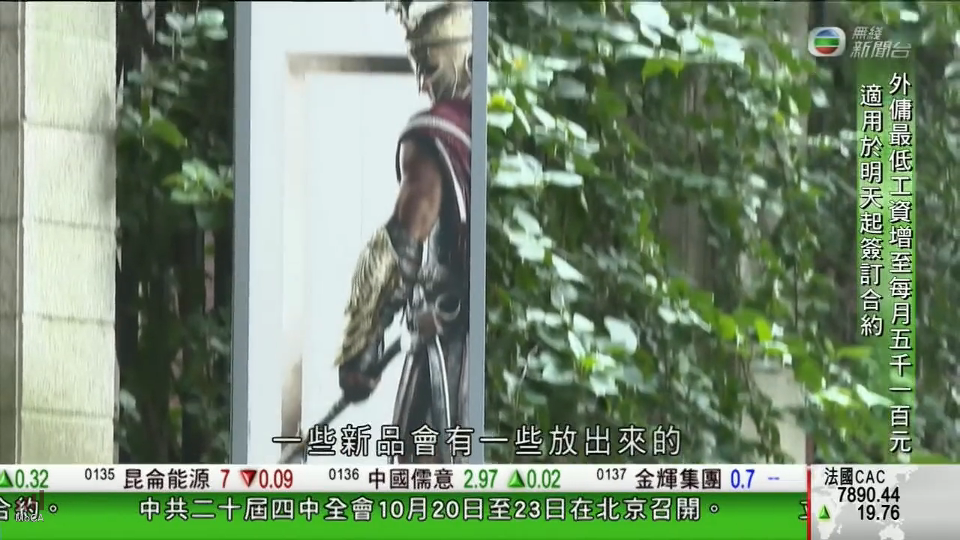 無綫
新聞台
外傭最低工資增至每月五千一百元
適用於明天起簽訂合約
一些新品會有一些放出來的
▲0.32 0135 昆侖能源 7 ▼0.09 0136 中國儒意 2.97 ▲0.02 0137 金輝集團 0.7 --
合約。 中共二十屆四中全會10月20日至23日在北京召開。
法國CAC
7890.44
▲ 19.76